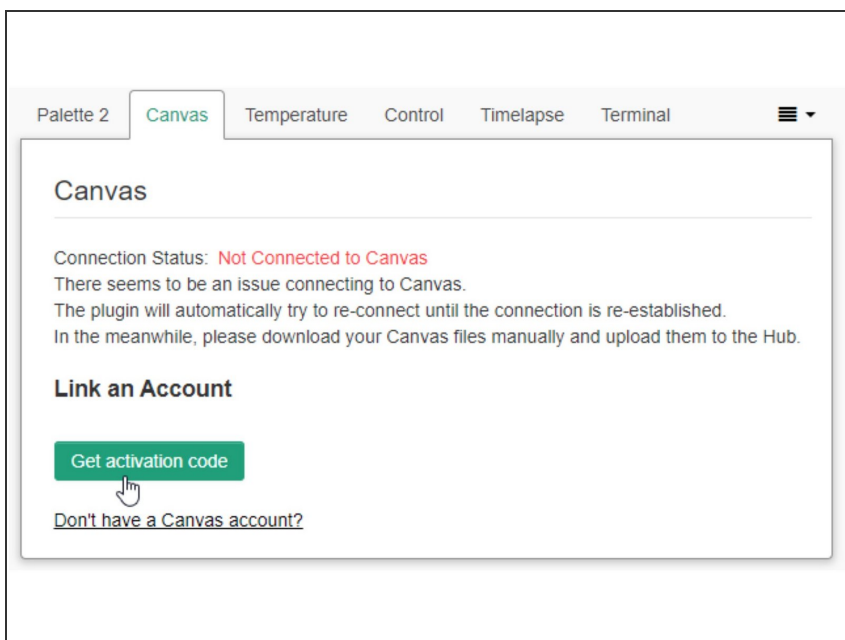 Palette 2 Canvas Temperature Control Timelapse Terminal
Canvas
Connection Status: Not Connected to Canvas
There seems to be an issue connecting to Canvas.
The plugin will automatically try to re-connect until the connection is re-established.
In the meanwhile, please download your Canvas files manually and upload them to the Hub.
Link an Account
Get activation code
Don't have a Canvas account?